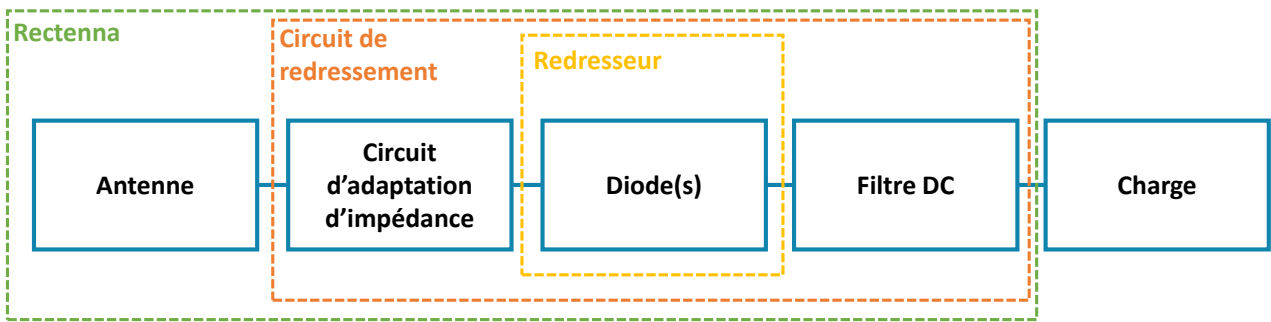 Rectenna
Circuit de
redressement
Redresseur
Antenne
Circuit
d’adaptation
d’impédance
Diode(s)
Filtre DC
Charge